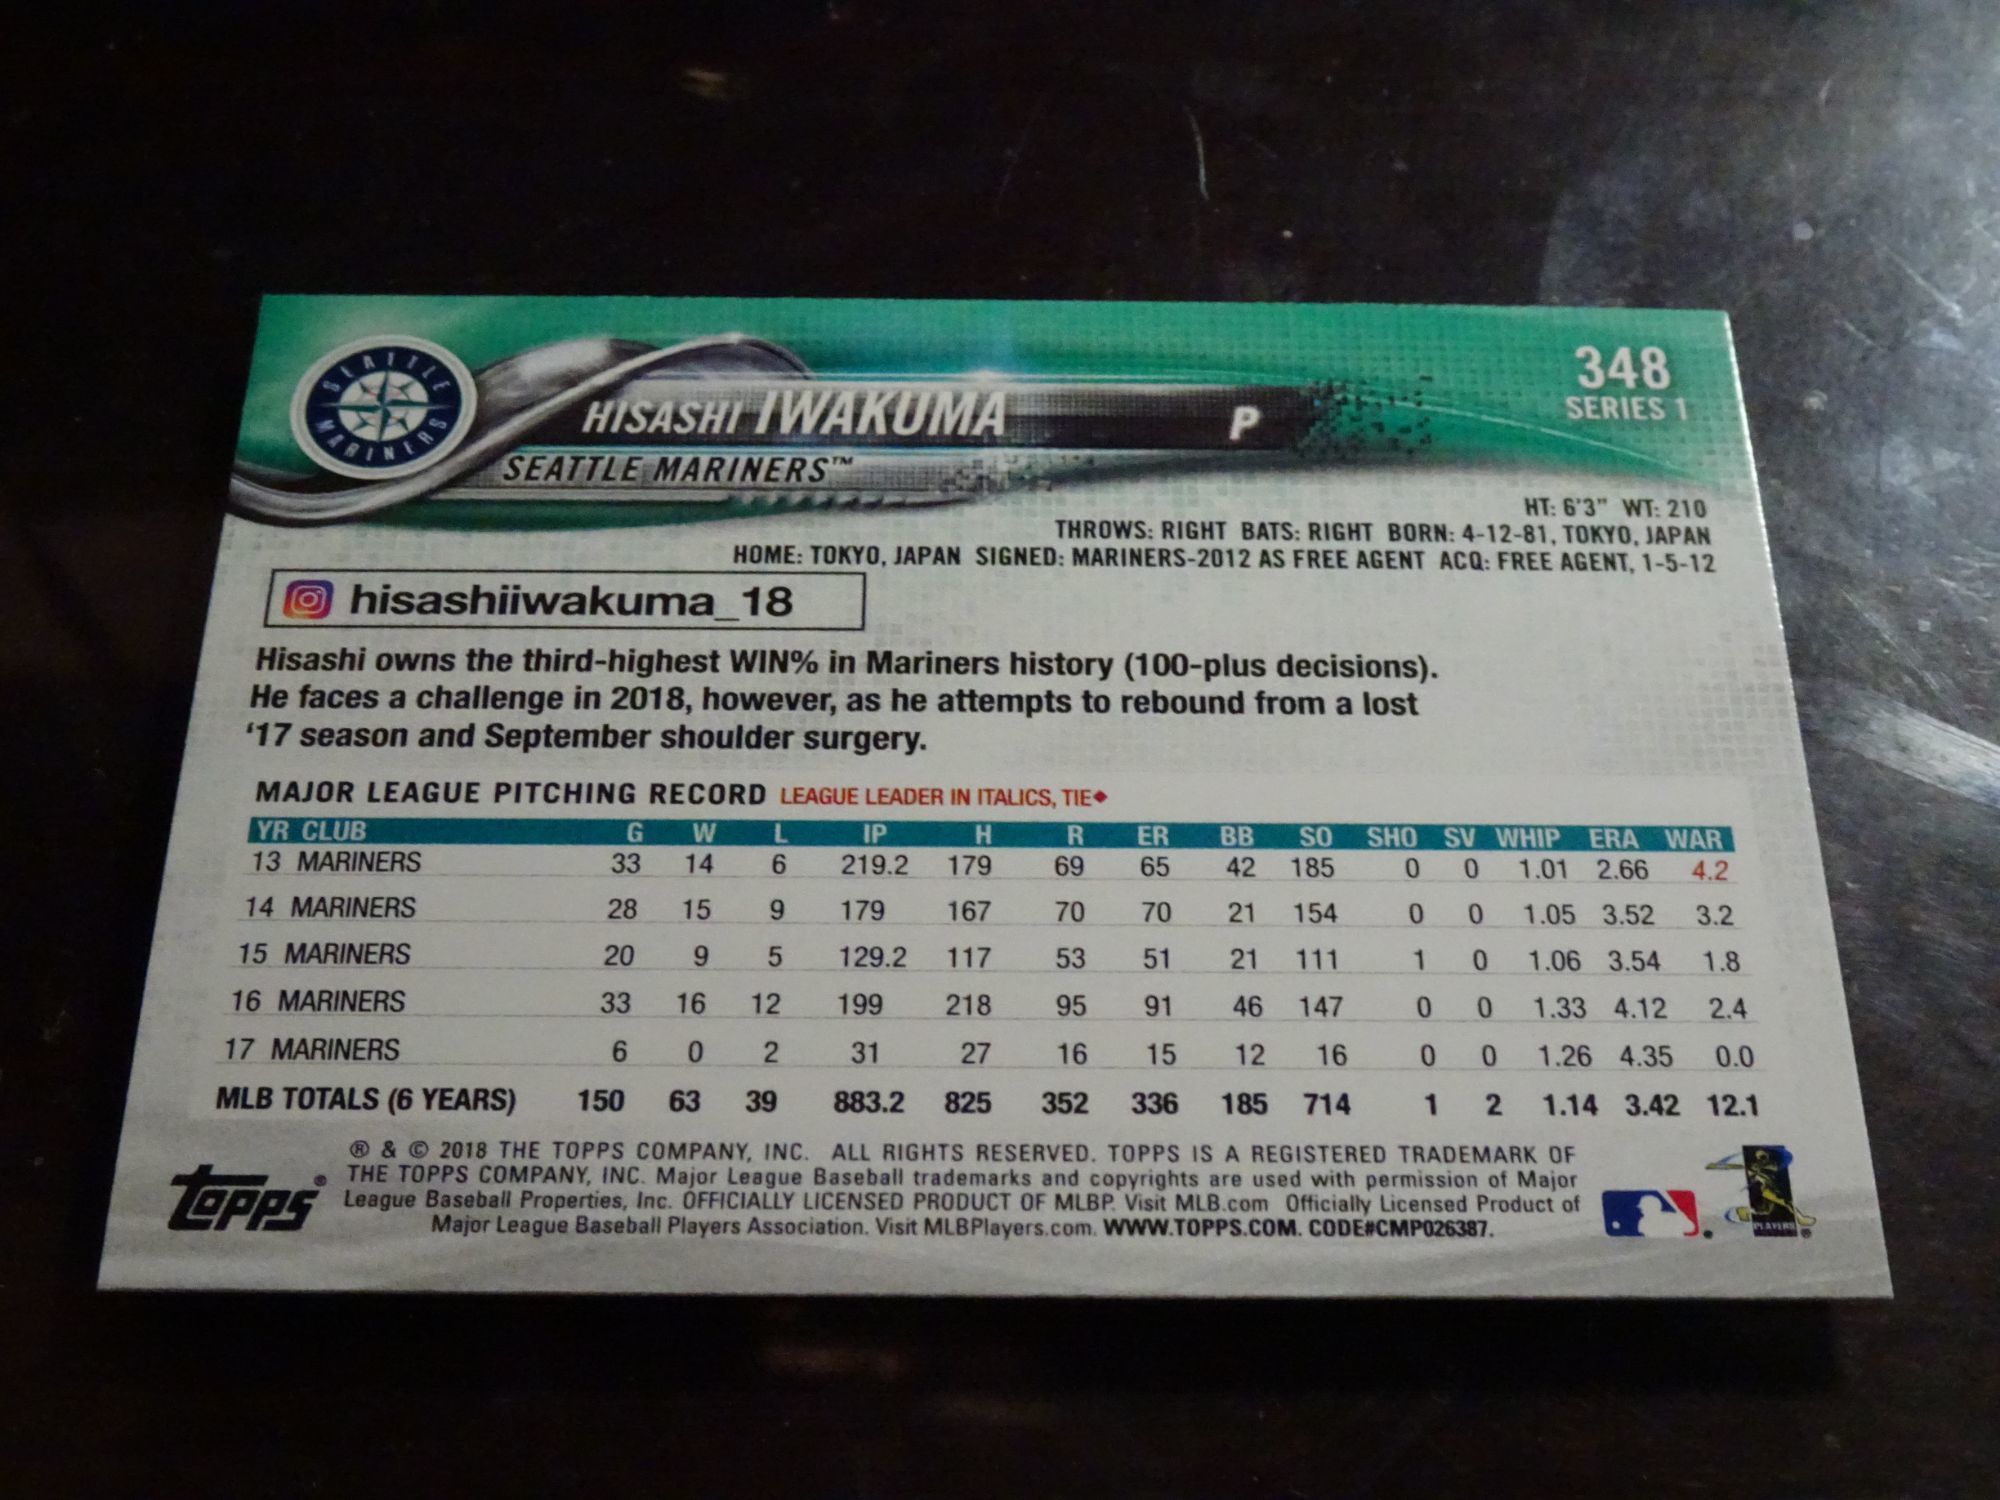 SEATTLE MARINERS
HISASHI IWAKUMA P
SEATTLE MARINERS™
348
SERIES 1
HT: 6'3" WT: 210
THROWS: RIGHT BATS: RIGHT BORN: 4-12-81, TOKYO, JAPAN
HOME: TOKYO, JAPAN SIGNED: MARINERS-2012 AS FREE AGENT ACQ: FREE AGENT, 1-5-12
hisashiiwakuma_18
Hisashi owns the third-highest WIN% in Mariners history (100-plus decisions).
He faces a challenge in 2018, however, as he attempts to rebound from a lost
'17 season and September shoulder surgery.
MAJOR LEAGUE PITCHING RECORD LEAGUE LEADER IN ITALICS, TIE♦
YR CLUB G W L IP H R ER BB SO SHO SV WHIP ERA WAR
13 MARINERS 33 14 6 219.2 179 69 65 42 185 0 0 1.01 2.66 4.2
14 MARINERS 28 15 9 179 167 70 70 21 154 0 0 1.05 3.52 3.2
15 MARINERS 20 9 5 129.2 117 53 51 21 111 1 0 1.06 3.54 1.8
16 MARINERS 33 16 12 199 218 95 91 46 147 0 0 1.33 4.12 2.4
17 MARINERS 6 0 2 31 27 16 15 12 16 0 0 1.26 4.35 0.0
MLB TOTALS (6 YEARS) 150 63 39 883.2 825 352 336 185 714 1 2 1.14 3.42 12.1
® & © 2018 THE TOPPS COMPANY, INC. ALL RIGHTS RESERVED. TOPPS IS A REGISTERED TRADEMARK OF
THE TOPPS COMPANY, INC. Major League Baseball trademarks and copyrights are used with permission of Major
League Baseball Properties, Inc. OFFICIALLY LICENSED PRODUCT OF MLBP. Visit MLB.com Officially Licensed Product of
Major League Baseball Players Association. Visit MLBPlayers.com. WWW.TOPPS.COM. CODE#CMP026387.
topps®
PLAYERS ®